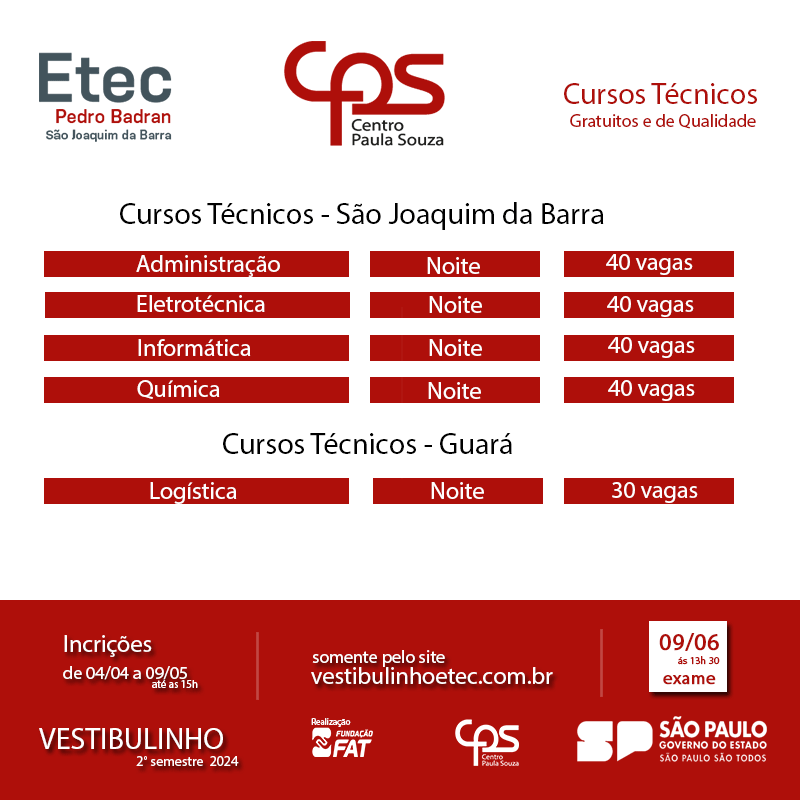 Etec
Pedro Badran
São Joaquim da Barra
CPS
Centro
Paula Souza
Cursos Técnicos
Gratuitos e de Qualidade
Cursos Técnicos - São Joaquim da Barra
Administração Noite 40 vagas
Eletrotécnica Noite 40 vagas
Informática Noite 40 vagas
Química Noite 40 vagas
Cursos Técnicos - Guará
Logística Noite 30 vagas
Incrições
de 04/04 a 09/05
até as 15h
somente pelo site
vestibulinhoetec.com.br
09/06
ás 13h 30
exame
VESTIBULINHO
2° semestre 2024
Realização
FUNDAÇÃO
FAT
CPS
Centro
Paula Souza
SP
SÃO PAULO
GOVERNO DO ESTADO
SÃO PAULO SÃO TODOS